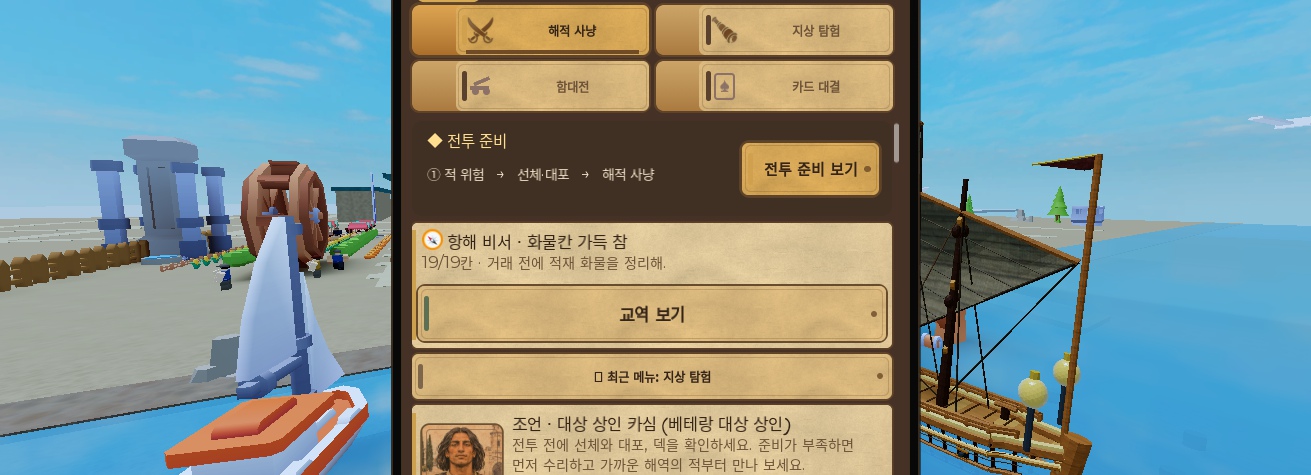 해적 사냥
지상 탐험
함대전
카드 대결
◆ 전투 준비
① 적 위험 → 선체·대포 → 해적 사냥
전투 준비 보기
항해 비서 · 화물칸 가득 참
19/19칸 · 거래 전에 적재 화물을 정리해.
교역 보기
최근 메뉴: 지상 탐험
조언 · 대상 상인 카심 (베테랑 대상 상인)
전투 전에 선체와 대포, 덱을 확인하세요. 준비가 부족하면
먼저 수리하고 가까운 해역의 적부터 만나 보세요.